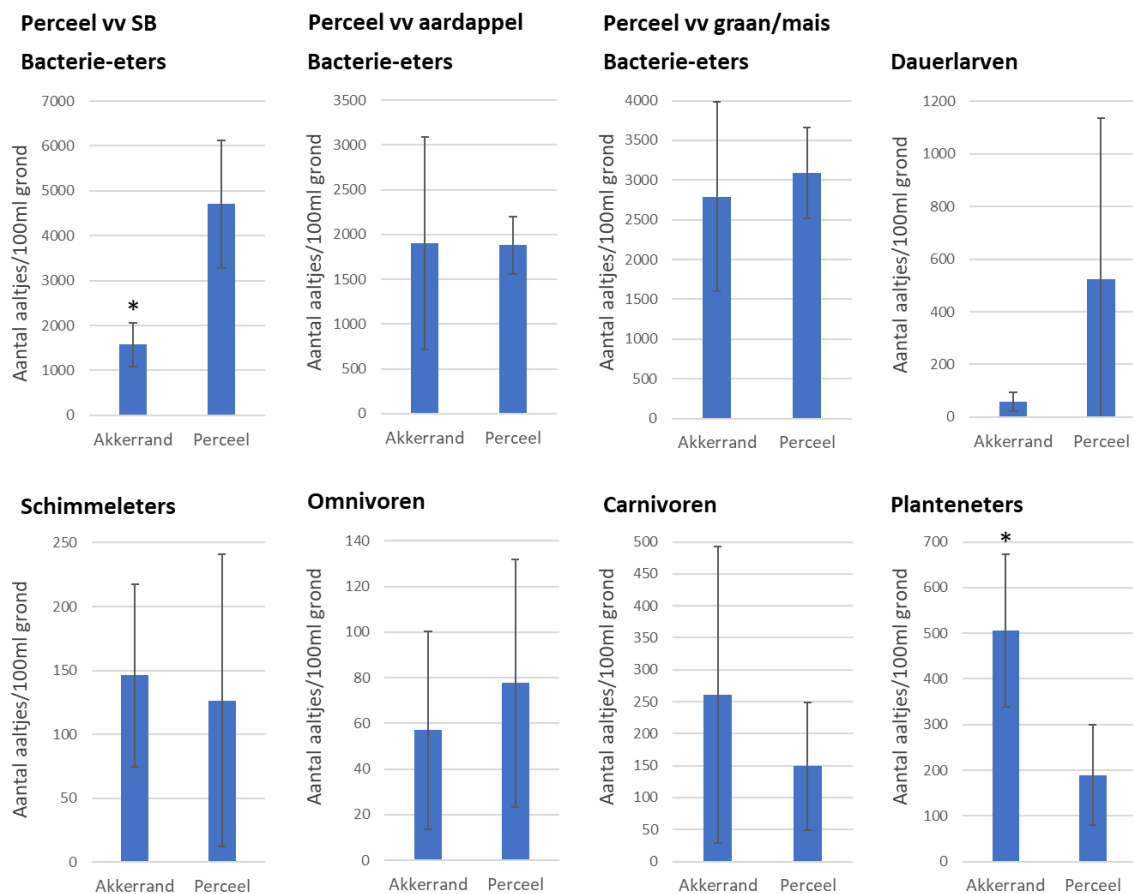 Perceel vv SB
Bacterie-eters
Aantal aaltjes/100ml grond
7000
6000
5000
4000
3000
2000
1000
0
*
Akkerrand Perceel
Perceel vv aardappel
Bacterie-eters
Aantal aaltjes/100ml grond
3500
3000
2500
2000
1500
1000
500
0
Akkerrand Perceel
Perceel vv graan/mais
Bacterie-eters
Aantal aaltjes/100ml grond
4000
3500
3000
2500
2000
1500
1000
500
0
Akkerrand Perceel
Dauerlarven
Aantal aaltjes/100ml grond
1200
1000
800
600
400
200
0
Akkerrand Perceel
Schimmeleters
Aantal aaltjes/100ml grond
250
200
150
100
50
0
Akkerrand Perceel
Omnivoren
Aantal aaltjes/100ml grond
140
120
100
80
60
40
20
0
Akkerrand Perceel
Carnivoren
Aantal aaltjes/100ml grond
500
450
400
350
300
250
200
150
100
50
0
Akkerrand Perceel
Planteneters
Aantal aaltjes/100ml grond
700
600
500
400
300
200
100
0
*
Akkerrand Perceel